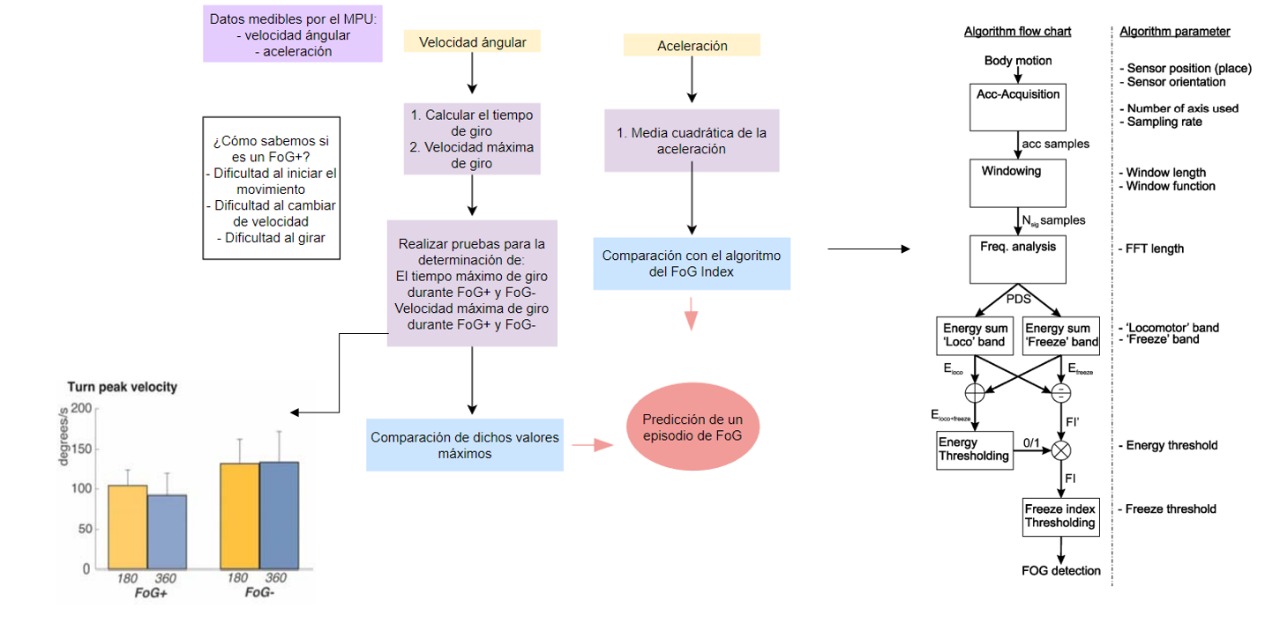 Datos medibles por el MPU:
- velocidad ángular
- aceleración
¿Cómo sabemos si
es un FoG+?
- Dificultad al iniciar el
movimiento
- Dificultad al cambiar
de velocidad
- Dificultad al girar
Velocidad ángular
1. Calcular el tiempo
de giro
2. Velocidad máxima
de giro
Realizar pruebas para la
determinación de:
El tiempo máximo de giro
durante FoG+ y FoG-
Velocidad máxima de giro
durante FoG+ y FoG-
Comparación de dichos valores
máximos
Aceleración
1. Media cuadrática de la
aceleración
Comparación con el algoritmo
del FoG Index
Predicción de un
episodio de FoG
Turn peak velocity
degrees/s
200
150
100
50
0
180 360 180 360
FoG+ FoG-
Algorithm flow chart
Body motion
Acc-Acquisition
acc samples
Windowing
Nsig samples
Freq. analysis
PDS
Energy sum
'Loco' band
Energy sum
'Freeze' band
Eloco
Efreeze
Eloco+freeze
FI'
Energy
Thresholding
0/1
FI
Freeze index
Thresholding
FOG detection
Algorithm parameter
- Sensor position (place)
- Sensor orientation
- Number of axis used
- Sampling rate
- Window length
- Window function
- FFT length
- 'Locomotor' band
- 'Freeze' band
- Energy threshold
- Freeze threshold